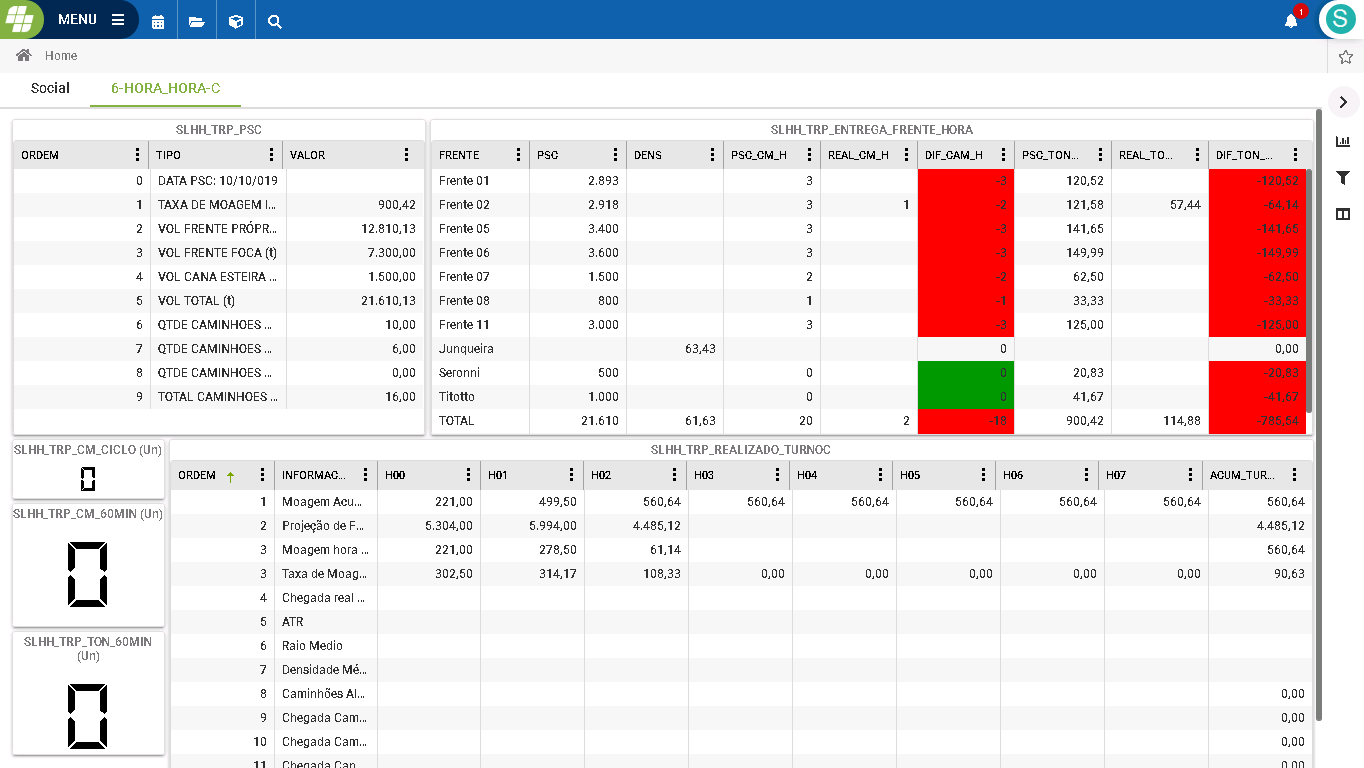 MENU
1
S
Home
Social 6-HORA_HORA-C
SLHH_TRP_PSC
ORDEM TIPO VALOR
0 DATA PSC: 10/10/019
1 TAXA DE MOAGEM I... 900,42
2 VOL FRENTE PRÓPR... 12.810,13
3 VOL FRENTE FOCA (t) 7.300,00
4 VOL CANA ESTEIRA ... 1.500,00
5 VOL TOTAL (t) 21.610,13
6 QTDE CAMINHOES ... 10,00
7 QTDE CAMINHOES ... 6,00
8 QTDE CAMINHOES ... 0,00
9 TOTAL CAMINHOES ... 16,00
SLHH_TRP_ENTREGA_FRENTE_HORA
FRENTE PSC DENS PSC_CM_H REAL_CM_H DIF_CAM_H PSC_TON... REAL_TO... DIF_TON_...
Frente 01 2.893 3 -3 120,52 -120,52
Frente 02 2.918 3 1 -2 121,58 57,44 -64,14
Frente 05 3.400 3 -3 141,65 -141,65
Frente 06 3.600 3 -3 149,99 -149,99
Frente 07 1.500 2 -2 62,50 -62,50
Frente 08 800 1 -1 33,33 -33,33
Frente 11 3.000 3 -3 125,00 -125,00
Junqueira 63,43 0 0,00
Seronni 500 0 0 20,83 -20,83
Titotto 1.000 0 0 41,67 -41,67
TOTAL 21.610 61,63 20 2 -18 900,42 114,88 -785,54
SLHH_TRP_CM_CICLO (Un)
0
SLHH_TRP_CM_60MIN (Un)
0
SLHH_TRP_TON_60MIN
(Un)
0
SLHH_TRP_REALIZADO_TURNOC
ORDEM INFORMAC... H00 H01 H02 H03 H04 H05 H06 H07 ACUM_TUR...
1 Moagem Acu... 221,00 499,50 560,64 560,64 560,64 560,64 560,64 560,64 560,64
2 Projeção de F... 5.304,00 5.994,00 4.485,12 4.485,12
3 Moagem hora ... 221,00 278,50 61,14 560,64
3 Taxa de Moag... 302,50 314,17 108,33 0,00 0,00 0,00 0,00 0,00 90,63
4 Chegada real ...
5 ATR
6 Raio Medio
7 Densidade Mé...
8 Caminhões Al... 0,00
9 Chegada Cam... 0,00
10 Chegada Cam... 0,00
11 Chegada Can... 0,00